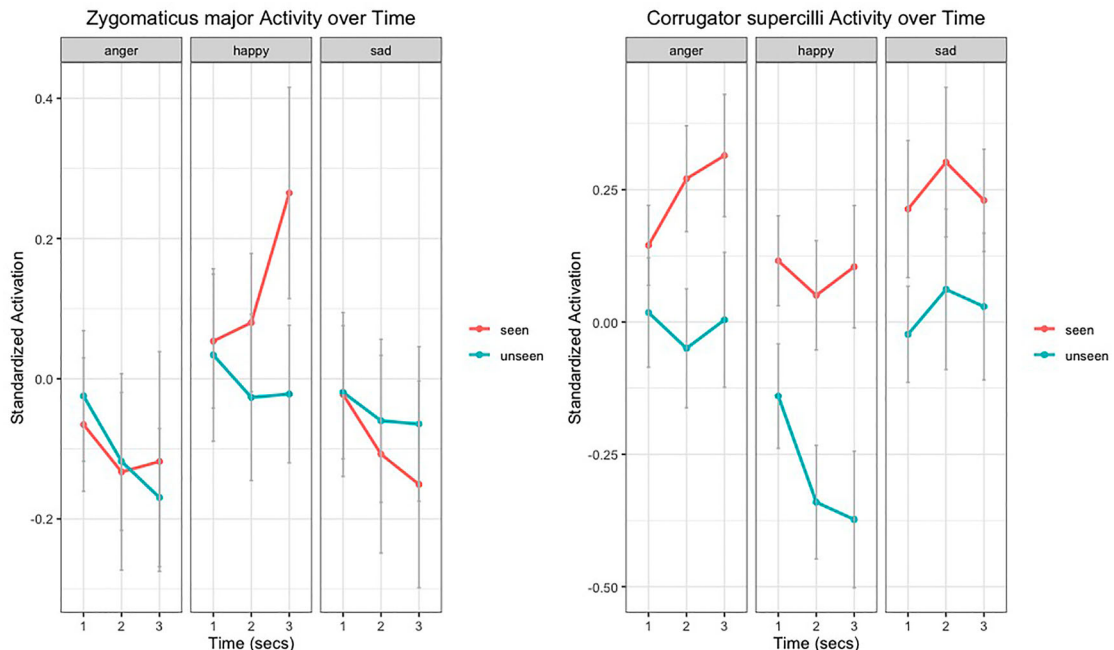 Zygomaticus major Activity over Time
anger
happy
sad
0.4
0.2
0.0
-0.2
Standardized Activation
1 2 3
1 2 3
1 2 3
Time (secs)
seen
unseen
Corrugator supercilli Activity over Time
anger
happy
sad
0.25
0.00
-0.25
-0.50
Standardized Activation
1 2 3
1 2 3
1 2 3
Time (secs)
seen
unseen